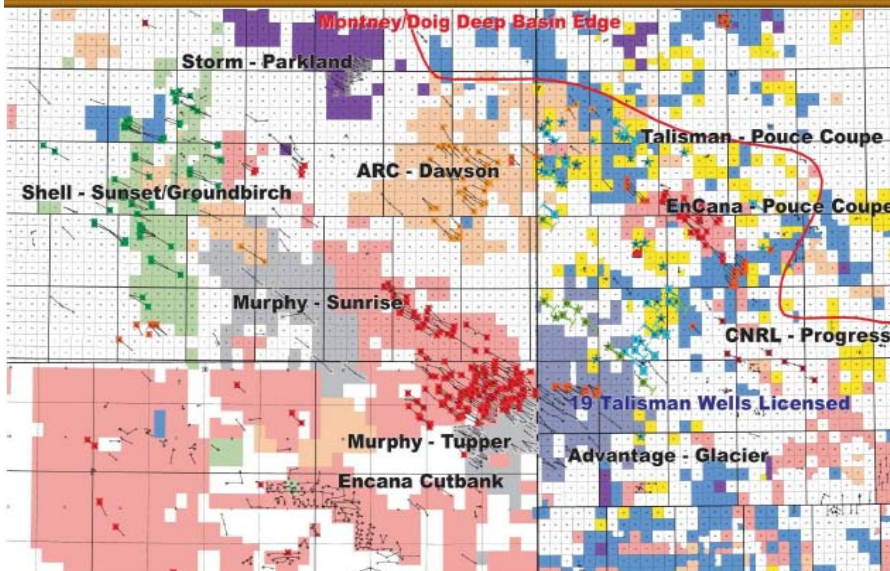 Montney/Doig Deep Basin Edge
Storm - Parkland
Talisman - Pouce Coupe
ARC - Dawson
Shell - Sunset/Groundbirch
EnCana - Pouce Coupe
Murphy - Sunrise
CNRL - Progress
19 Talisman Wells Licensed
Murphy - Tupper
Advantage - Glacier
Encana Cutbank